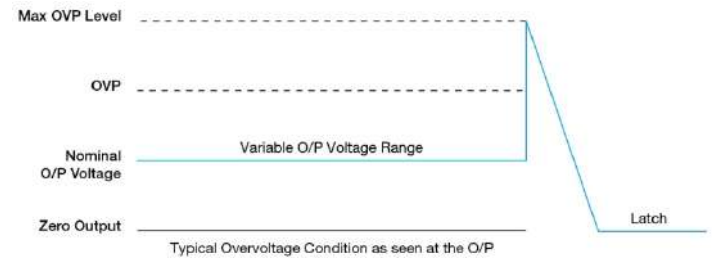 Max OVP Level
OVP
Variable O/P Voltage Range
Nominal
O/P Voltage
Zero Output
Latch
Typical Overvoltage Condition as seen at the O/P